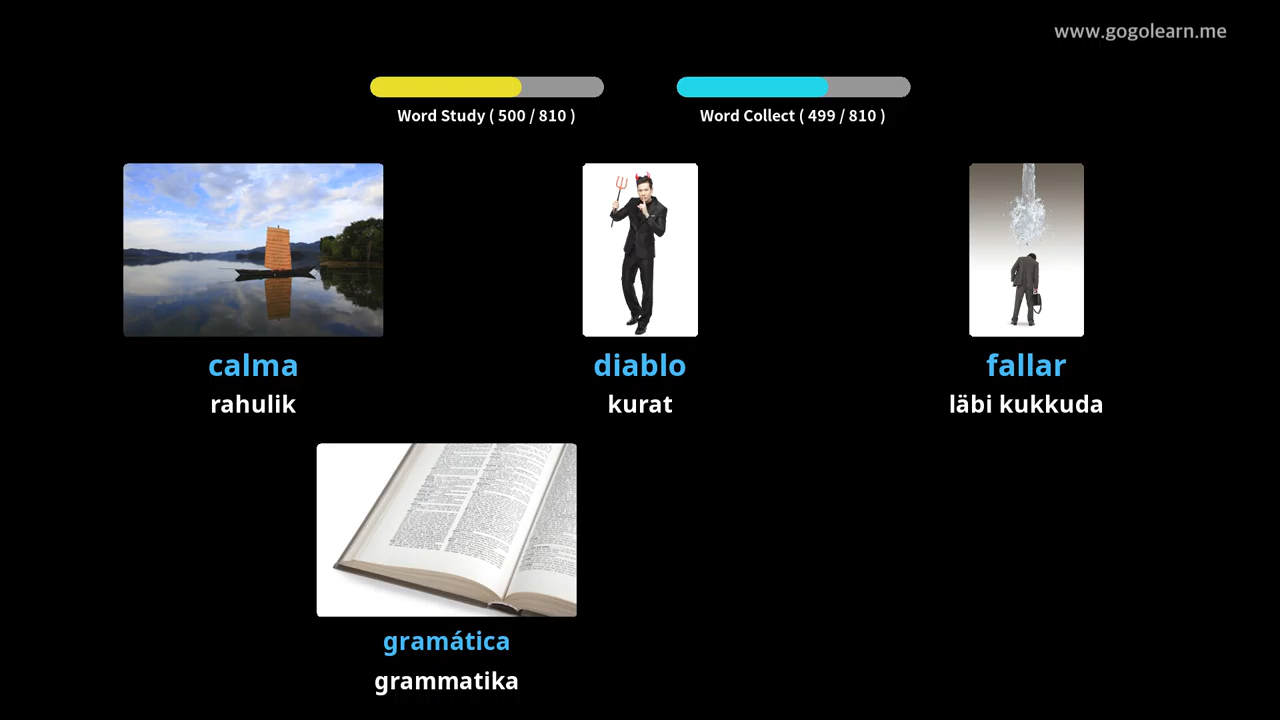 www.gogolearn.me
Word Study ( 500 / 810 )
Word Collect ( 499 / 810 )
calma
rahulik
diablo
kurat
fallar
läbi kukkuda
gramática
grammatika